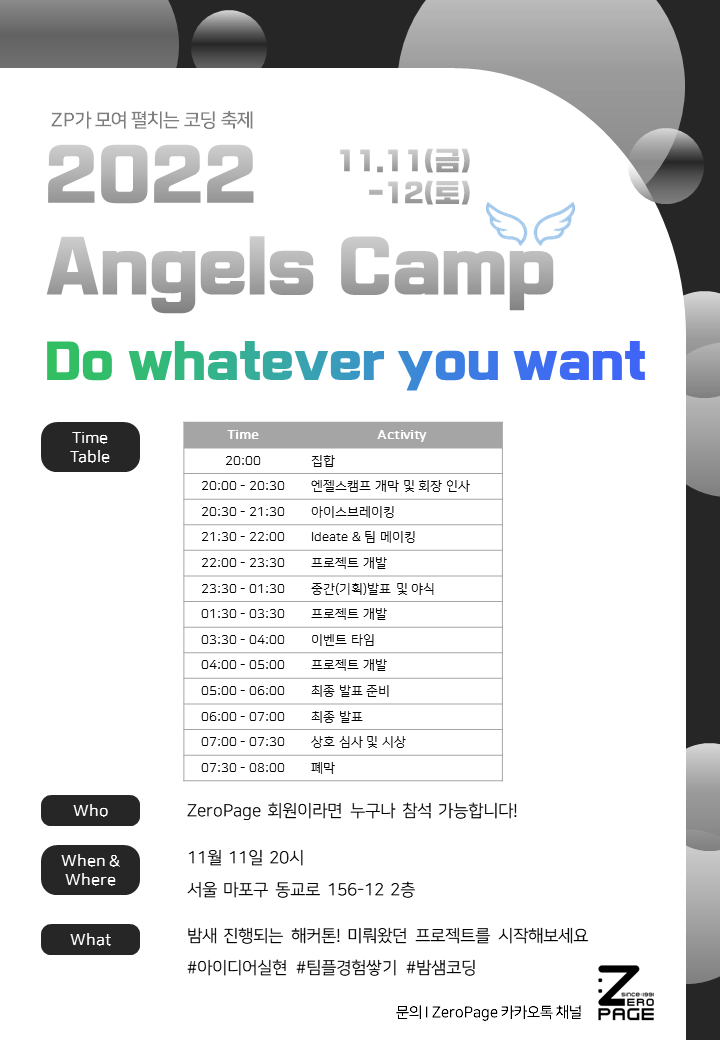 ZP가 모여 펼치는 코딩 축제
2022
11.11(금)
-12(토)
Angels Camp
Do whatever you want
Time
Table
Time Activity
20:00 집합
20:00 - 20:30 엔젤스캠프 개막 및 회장 인사
20:30 - 21:30 아이스브레이킹
21:30 - 22:00 Ideate & 팀 메이킹
22:00 - 23:30 프로젝트 개발
23:30 - 01:30 중간(기획)발표 및 야식
01:30 - 03:30 프로젝트 개발
03:30 - 04:00 이벤트 타임
04:00 - 05:00 프로젝트 개발
05:00 - 06:00 최종 발표 준비
06:00 - 07:00 최종 발표
07:00 - 07:30 상호 심사 및 시상
07:30 - 08:00 폐막
Who
ZeroPage 회원이라면 누구나 참석 가능합니다!
When &
Where
11월 11일 20시
서울 마포구 동교로 156-12 2층
What
밤새 진행되는 해커톤! 미뤄왔던 프로젝트를 시작해보세요
#아이디어실현 #팀플경험쌓기 #밤샘코딩
문의 I ZeroPage 카카오톡 채널
since 1991
ZERO
PAGE